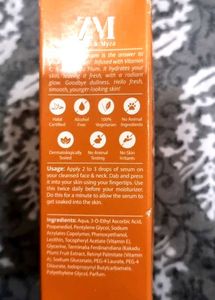 ZM
& Myza
is the answer to
Infused with Vitamin
Plum. It hydrates your
skin, leaving it fresh, with a radiant
glow. Goodbye dullness. Hello fresh,
smooth, younger-looking skin!
Halal Certified
Alcohol Free
100% Vegetarian
No Animal Ingredients
Dermatologically Tested
No Animal Testing
No Skin Irritants
Usage: Apply 2 to 3 drops of serum on
your cleansed face & neck. Dab and press
it into your skin using your fingertips. Use
this twice daily before your moisturizer.
Do this for a minute to allow the serum to
get soaked into the skin.
Ingredients: Aqua, 3-O-Ethyl Ascorbic Acid,
Propanediol, Pentylene Glycol, Sodium
Acrylates Copolymer, Phenoxyethanol,
Lecithin, Tocopheryl Acetate (Vitamin E),
Glycerine, Terminalia Ferdinandiana (Kakadu
Plum) Fruit Extract, Retinyl Palmitate (Vitamin
A), Sodium Gluconate, PEG-4 Laurate, PEG-4
Dilaurate, Iodopropynyl Butylcarbamate,
Polyethylene Glycol, Parfum.